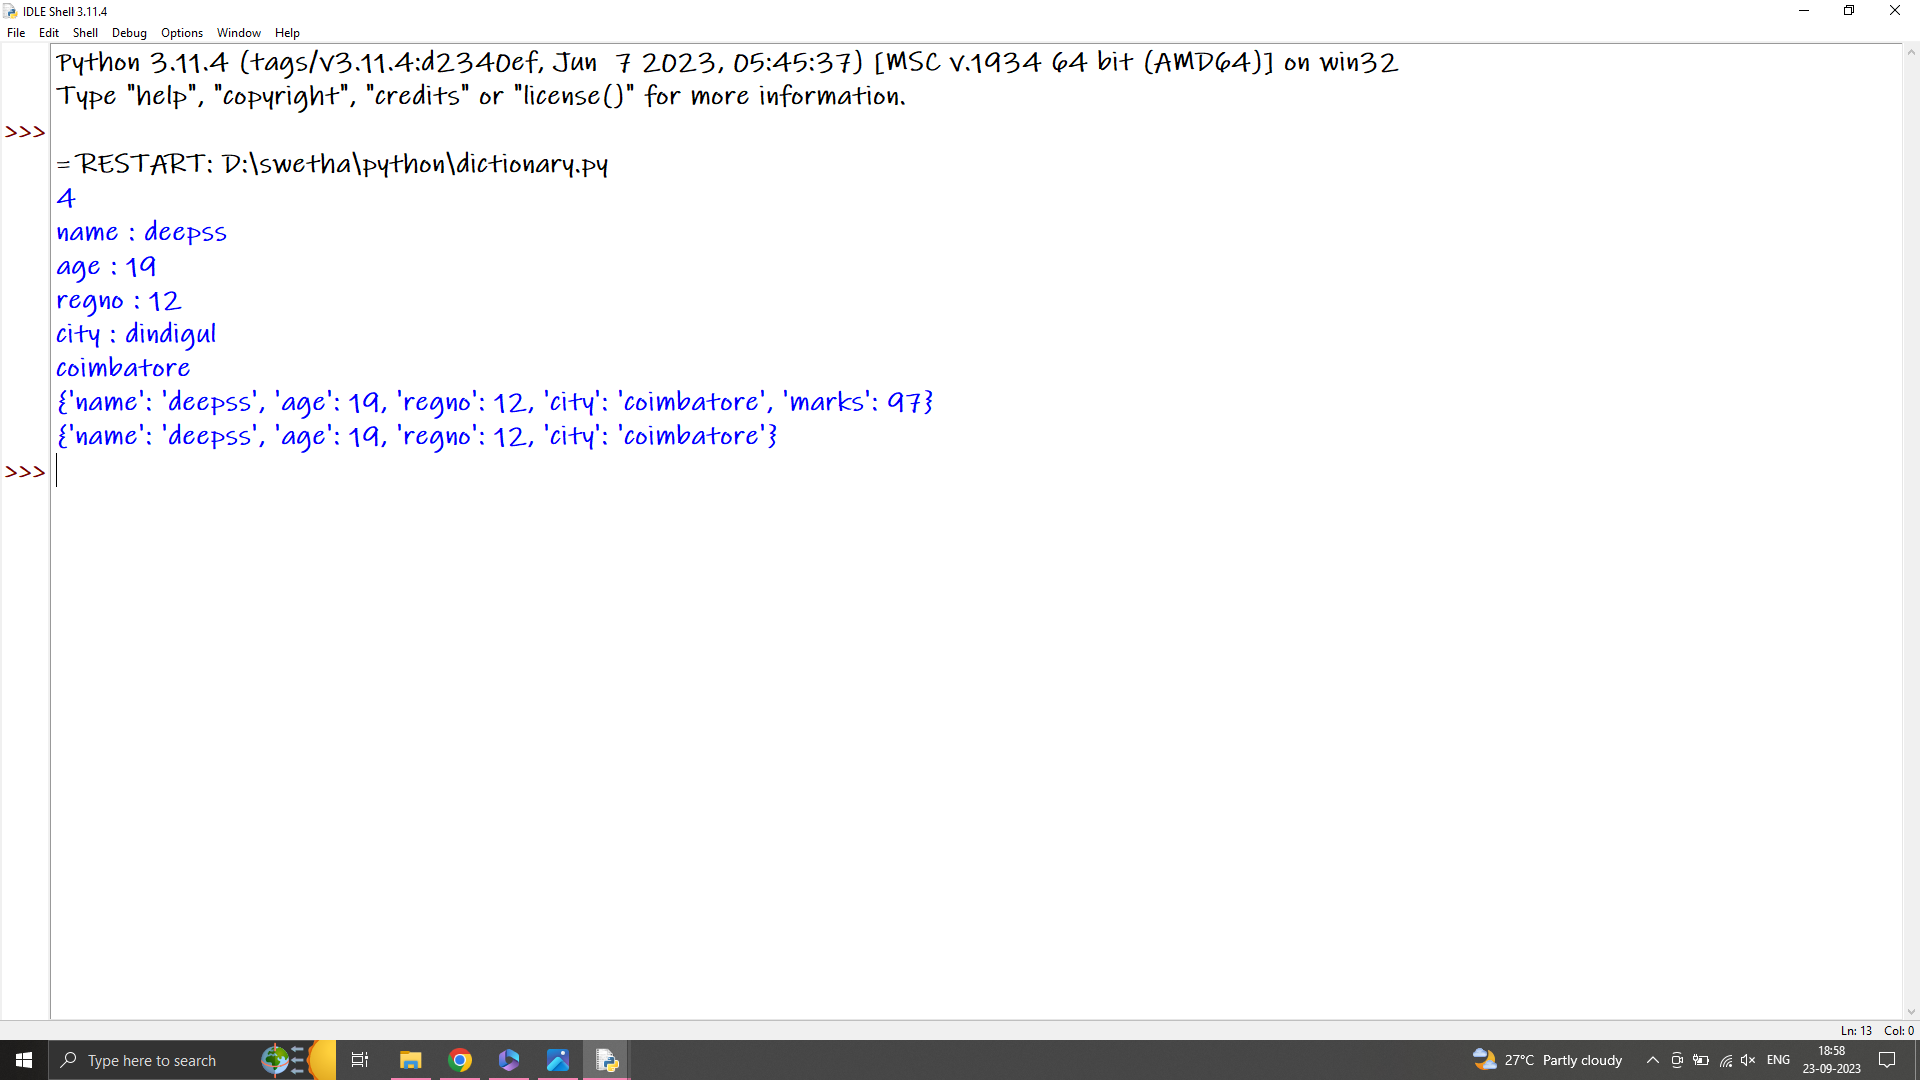 IDLE Shell 3.11.4
File Edit Shell Debug Options Window Help
Python 3.11.4 (tags/v3.11.4:d2340ef, Jun  7 2023, 05:45:37) [MSC v.1934 64 bit (AMD64)] on win32
Type "help", "copyright", "credits" or "license()" for more information.
>>>
= RESTART: D:\swetha\python\dictionary.py
4
name : deepss
age : 19
regno : 12
city : dindigul
coimbatore
{'name': 'deepss', 'age': 19, 'regno': 12, 'city': 'coimbatore', 'marks': 97}
{'name': 'deepss', 'age': 19, 'regno': 12, 'city': 'coimbatore'}
>>>
Ln: 13 Col: 0
Type here to search
27°C Partly cloudy
ENG
18:58
23-09-2023